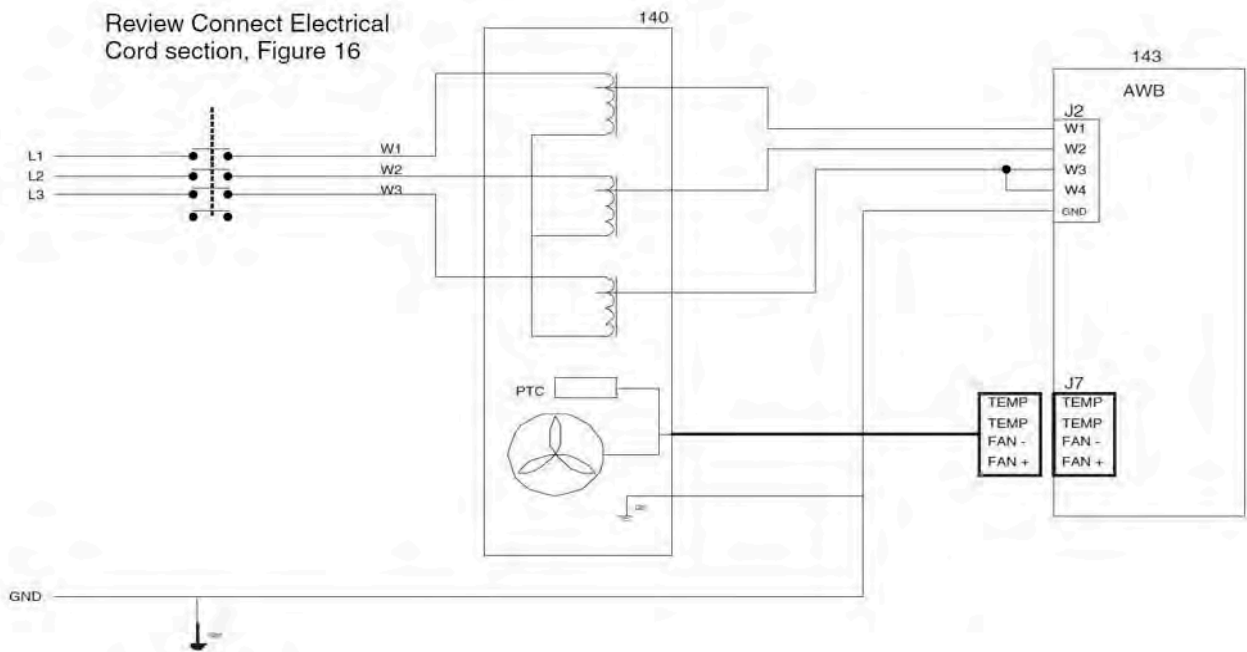 Review Connect Electrical
Cord section, Figure 16
140
143
AWB
J2
W1
W2
W3
W4
GND
L1
L2
L3
W1
W2
W3
PTC
J7
TEMP
TEMP
FAN -
FAN +
TEMP
TEMP
FAN -
FAN +
GND